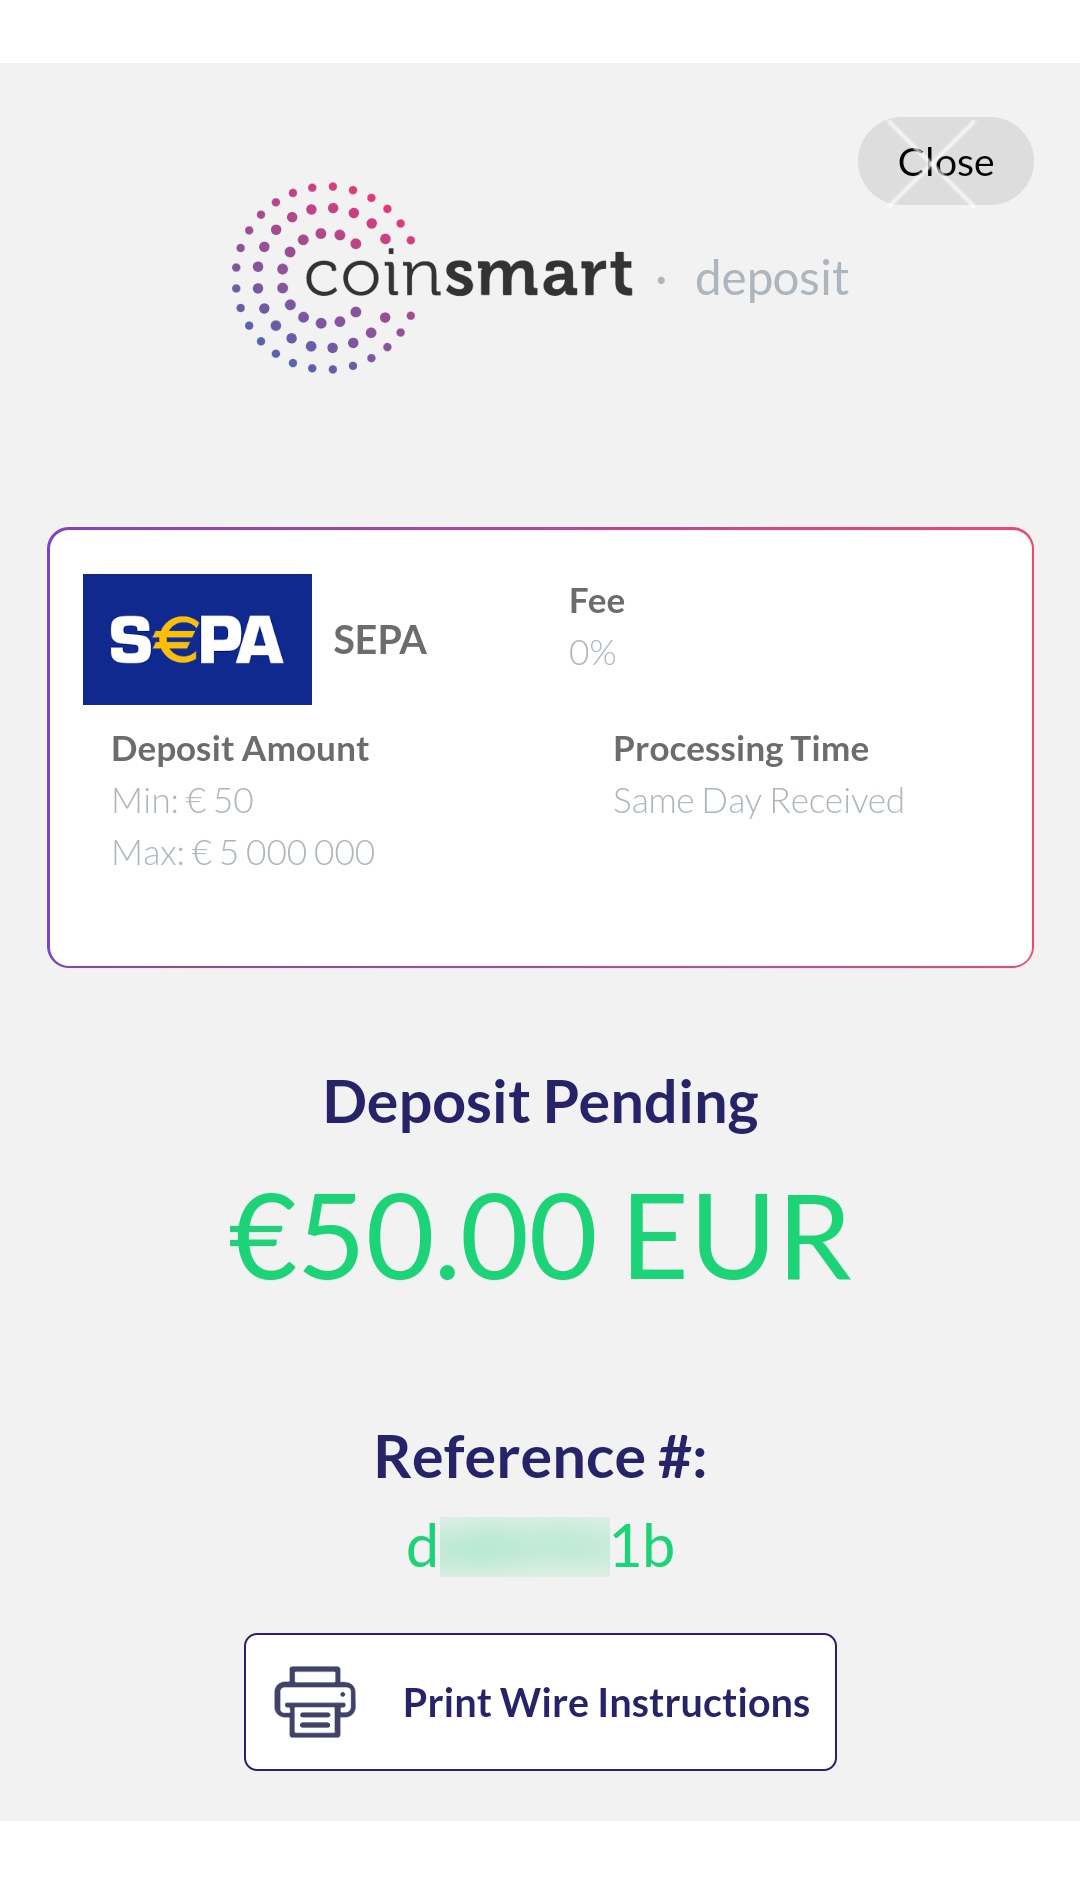 Close
coinsmart · deposit
S€PA
SEPA
Fee
0%
Deposit Amount
Min: € 50
Max: € 5 000 000
Processing Time
Same Day Received
Deposit Pending
€50.00 EUR
Reference #:
d 1b
Print Wire Instructions